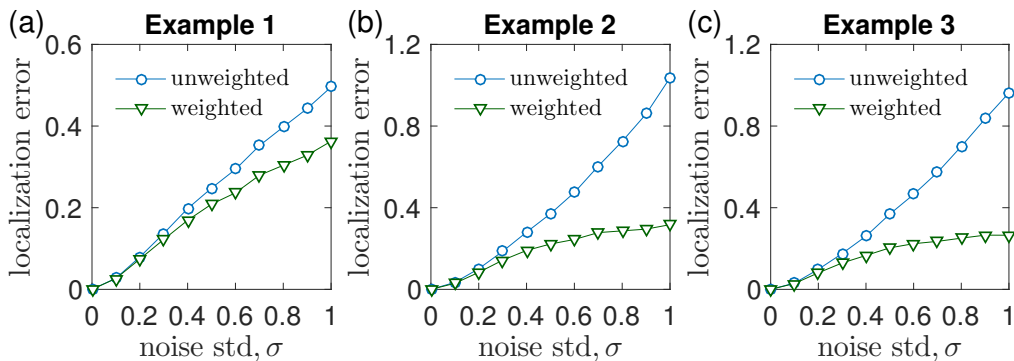 (a) Example 1
0.6
0.4
0.2
0
unweighted
weighted
localization error
0 0.2 0.4 0.6 0.8 1
noise std, σ
(b) Example 2
1.2
0.8
0.4
0
unweighted
weighted
localization error
0 0.2 0.4 0.6 0.8 1
noise std, σ
(c) Example 3
1.2
0.8
0.4
0
unweighted
weighted
localization error
0 0.2 0.4 0.6 0.8 1
noise std, σ